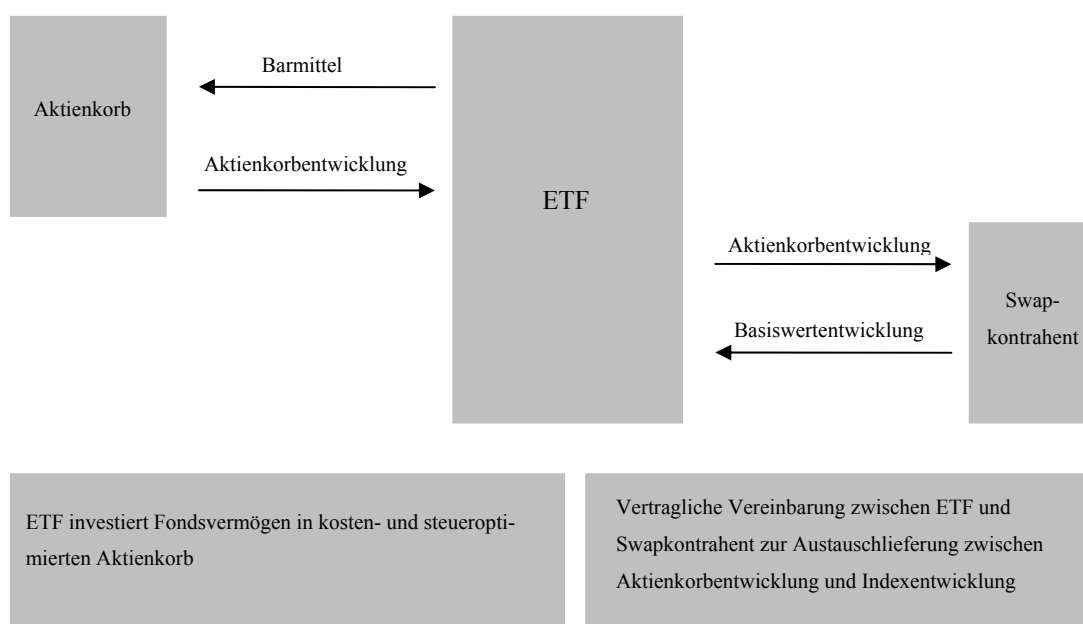 Barmittel
Aktienkorb
Aktienkorbentwicklung
ETF
Aktienkorbentwicklung
Swap-
kontrahent
Basiswertentwicklung
ETF investiert Fondsvermögen in kosten- und steueropti-
mierten Aktienkorb
Vertragliche Vereinbarung zwischen ETF und
Swapkontrahent zur Austauschlieferung zwischen
Aktienkorbentwicklung und Indexentwicklung